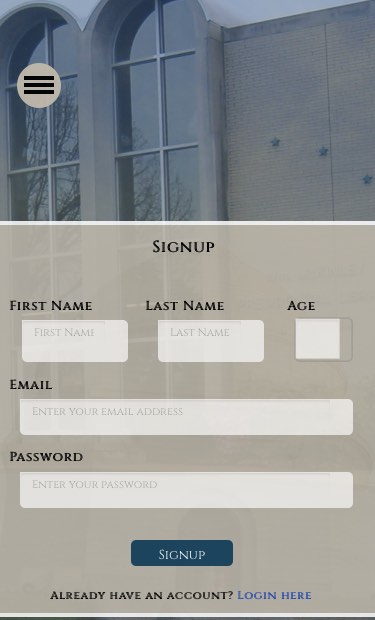 Signup
First Name Last Name Age
First Name Last Name
Email
Enter your email address
Password
Enter your password
Signup
Already have an account? Login here